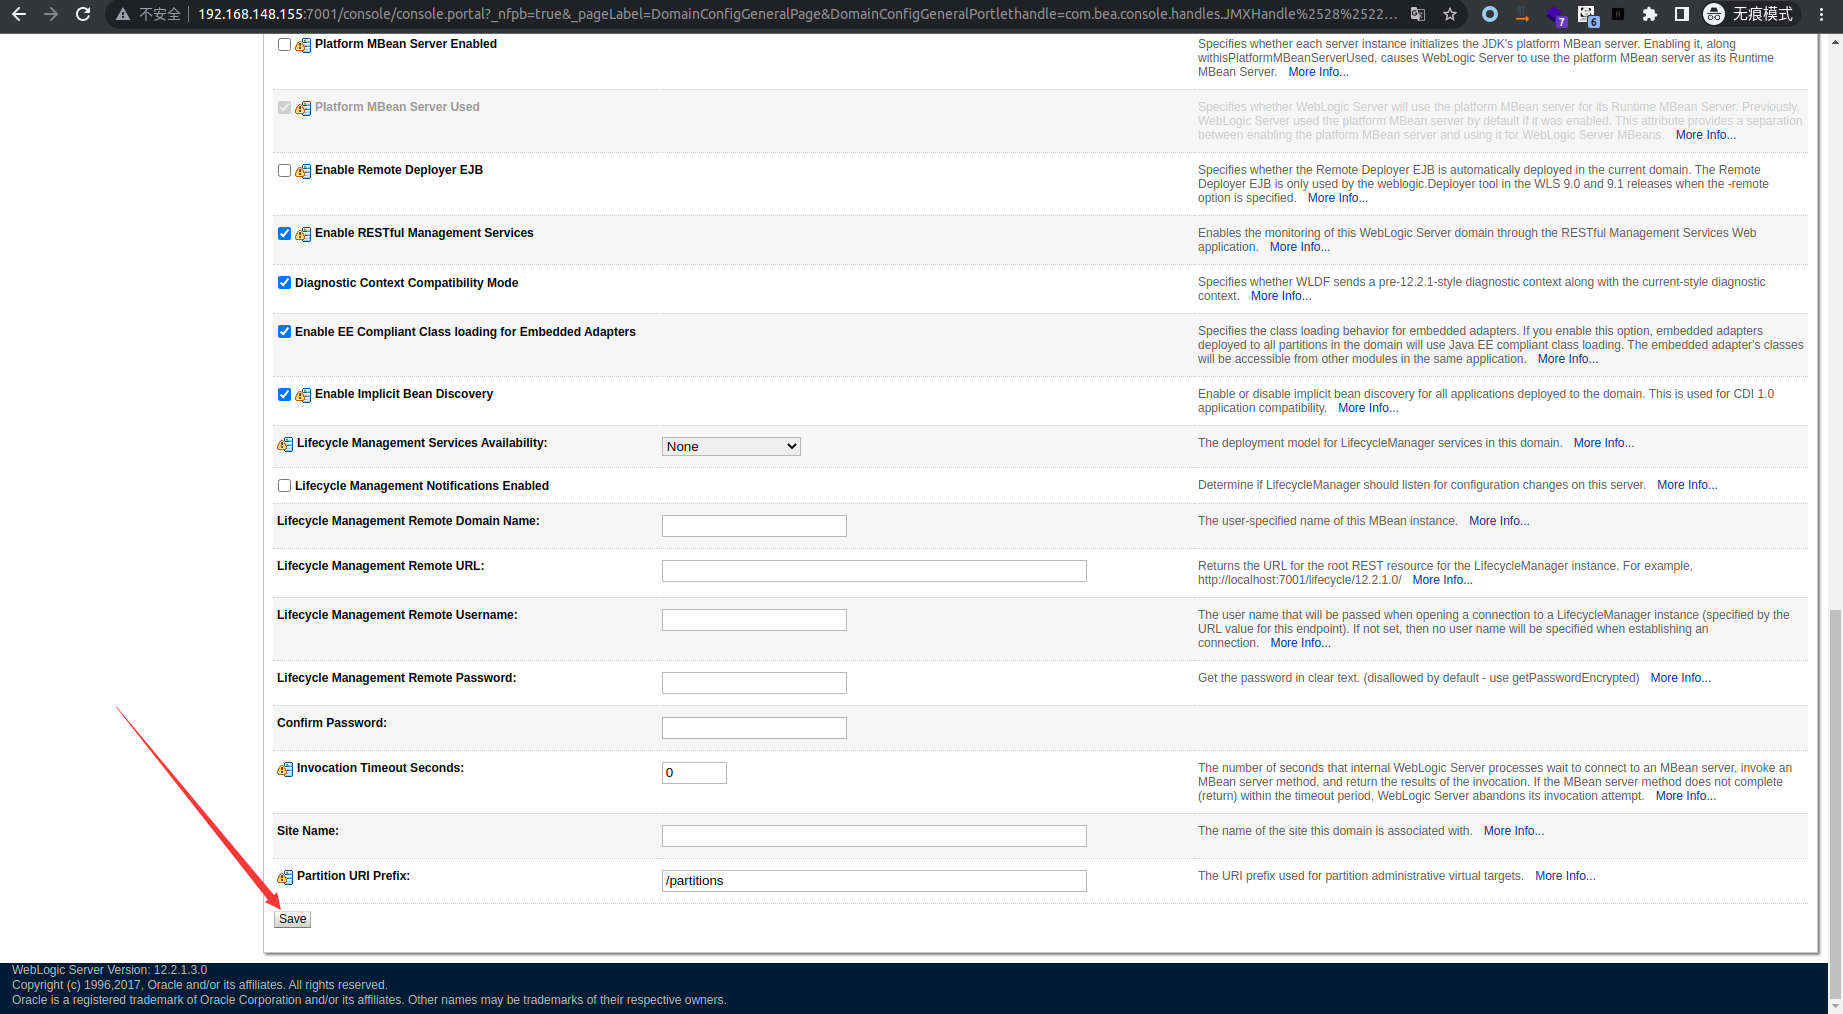 不安全 192.168.148.155:7001/console/console.portal?_nfpb=true&_pageLabel=DomainConfigGeneralPage&DomainConfigGeneralPortlethandle=com.bea.console.handles.JMXHandle%2528%2522... 7 6 H 无痕模式
Platform MBean Server Enabled
Specifies whether each server instance initializes the JDK's platform MBean server. Enabling it, along
withisPlatformMBeanServerUsed, causes WebLogic Server to use the platform MBean server as its Runtime
MBean Server. More Info...
Platform MBean Server Used
Specifies whether WebLogic Server will use the platform MBean server for its Runtime MBean Server. Previously,
WebLogic Server used the platform MBean server by default if it was enabled. This attribute provides a separation
between enabling the platform MBean server and using it for WebLogic Server MBeans. More Info...
Enable Remote Deployer EJB
Specifies whether the Remote Deployer EJB is automatically deployed in the current domain. The Remote
Deployer EJB is only used by the weblogic.Deployer tool in the WLS 9.0 and 9.1 releases when the -remote
option is specified. More Info...
Enable RESTful Management Services
Enables the monitoring of this WebLogic Server domain through the RESTful Management Services Web
application. More Info...
Diagnostic Context Compatibility Mode
Specifies whether WLDF sends a pre-12.2.1-style diagnostic context along with the current-style diagnostic
context. More Info...
Enable EE Compliant Class loading for Embedded Adapters
Specifies the class loading behavior for embedded adapters. If you enable this option, embedded adapters
deployed to all partitions in the domain will use Java EE compliant class loading. The embedded adapter's classes
will be accessible from other modules in the same application. More Info...
Enable Implicit Bean Discovery
Enable or disable implicit bean discovery for all applications deployed to the domain. This is used for CDI 1.0
application compatibility. More Info...
Lifecycle Management Services Availability:
None
The deployment model for LifecycleManager services in this domain. More Info...
Lifecycle Management Notifications Enabled
Determine if LifecycleManager should listen for configuration changes on this server. More Info...
Lifecycle Management Remote Domain Name:
The user-specified name of this MBean instance. More Info...
Lifecycle Management Remote URL:
Returns the URL for the root REST resource for the LifecycleManager instance. For example,
http://localhost:7001/lifecycle/12.2.1.0/ More Info...
Lifecycle Management Remote Username:
The user name that will be passed when opening a connection to a LifecycleManager instance (specified by the
URL value for this endpoint). If not set, then no user name will be specified when establishing an
connection. More Info...
Lifecycle Management Remote Password:
Get the password in clear text. (disallowed by default - use getPasswordEncrypted) More Info...
Confirm Password:
Invocation Timeout Seconds:
0
The number of seconds that internal WebLogic Server processes wait to connect to an MBean server, invoke an
MBean server method, and return the results of the invocation. If the MBean server method does not complete
(return) within the timeout period, WebLogic Server abandons its invocation attempt. More Info...
Site Name:
The name of the site this domain is associated with. More Info...
Partition URI Prefix:
/partitions
The URI prefix used for partition administrative virtual targets. More Info...
Save
WebLogic Server Version: 12.2.1.3.0
Copyright (c) 1996,2017, Oracle and/or its affiliates. All rights reserved.
Oracle is a registered trademark of Oracle Corporation and/or its affiliates. Other names may be trademarks of their respective owners.